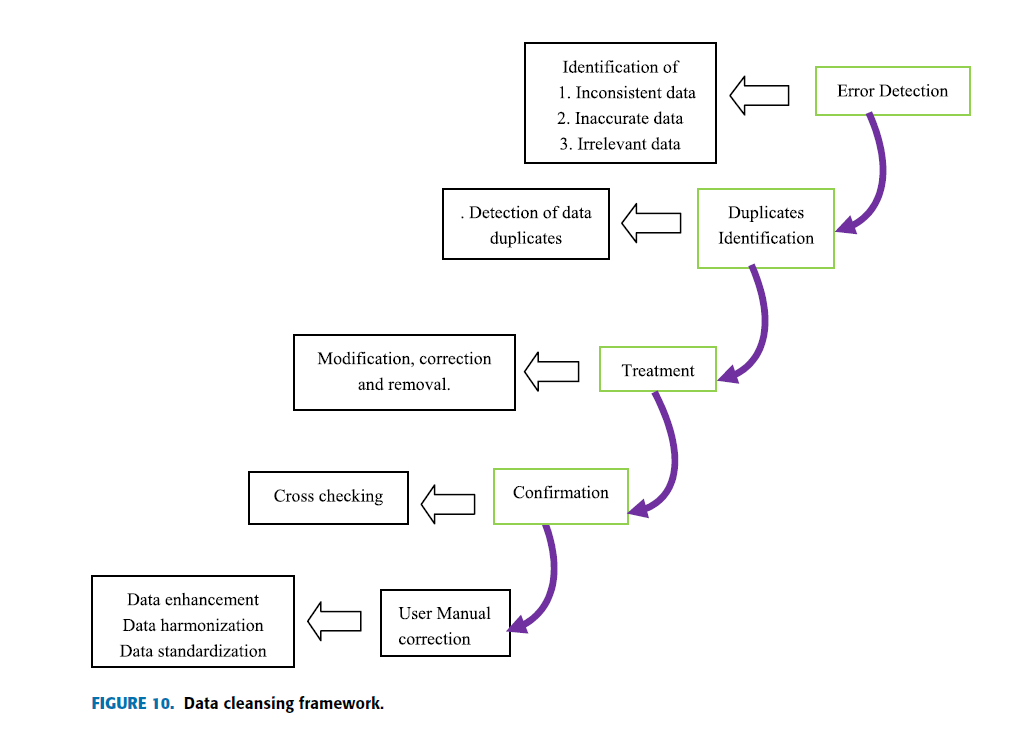 Identification of
1. Inconsistent data
2. Inaccurate data
3. Irrelevant data
Error Detection
. Detection of data
duplicates
Duplicates
Identification
Modification, correction
and removal.
Treatment
Cross checking
Confirmation
Data enhancement
Data harmonization
Data standardization
User Manual
correction
FIGURE 10. Data cleansing framework.